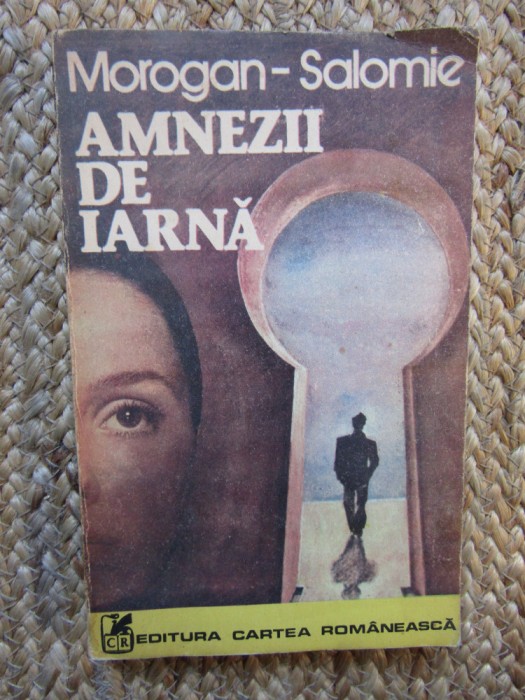 Morogan-Salomie
AMNEZII
DE
IARNĂ
CR EDITURA CARTEA ROMÂNEASCĂ